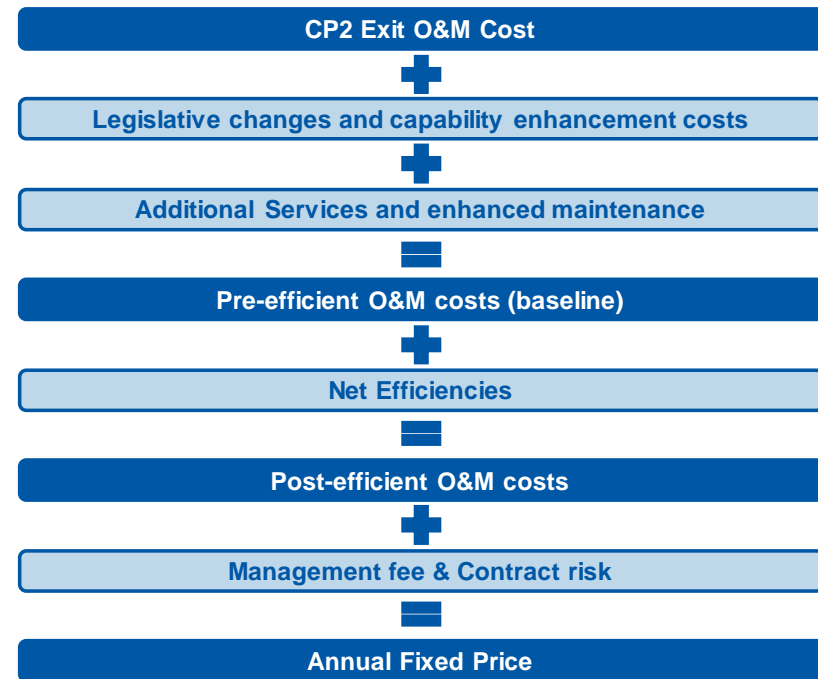 CP2 Exit O&M Cost
Legislative changes and capability enhancement costs
Additional Services and enhanced maintenance
Pre-efficient O&M costs (baseline)
Net Efficiencies
Post-efficient O&M costs
Management fee & Contract risk
Annual Fixed Price